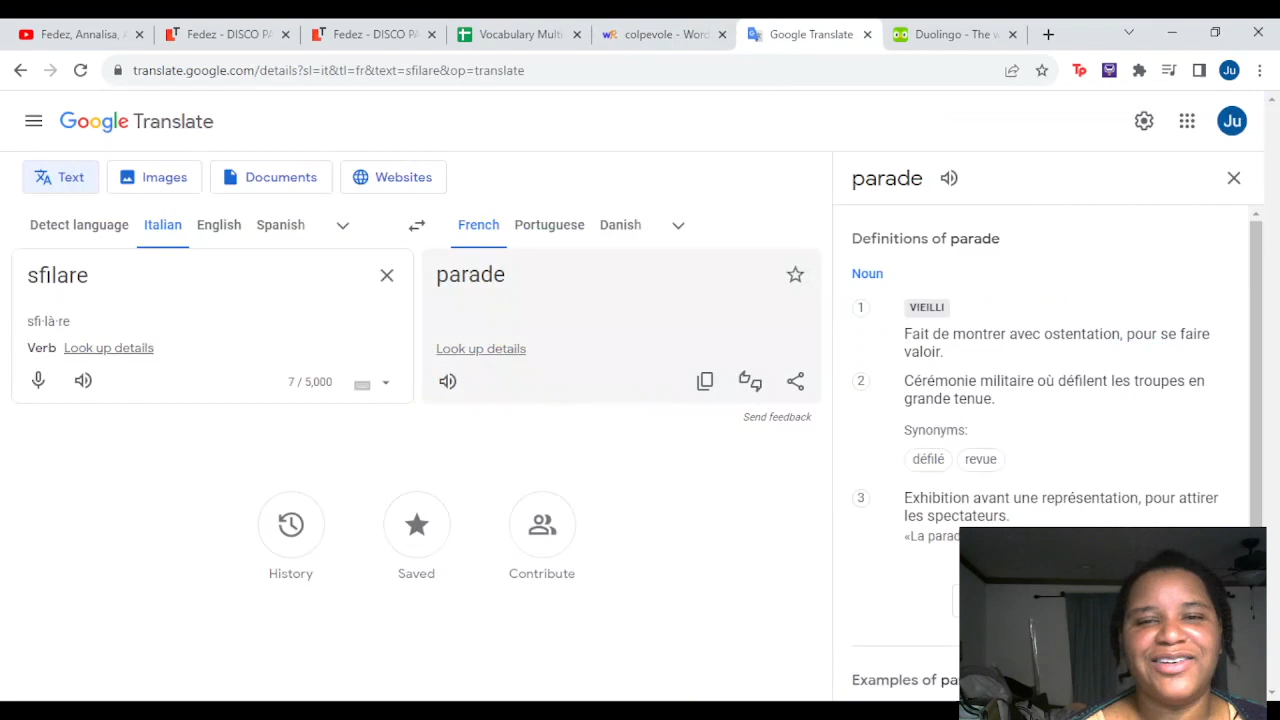 Fedez, Annalisa, A
Fedez - DISCO PA
Fedez - DISCO PA
Vocabulary Multi
colpevole - Word
Google Translate
Duolingo - The w
translate.google.com/details?sl=it&tl=fr&text=sfilare&op=translate
Ju
Google Translate
Ju
Text
Images
Documents
Websites
Detect language
Italian
English
Spanish
French
Portuguese
Danish
sfilare
sfi·là·re
Verb Look up details
7 / 5,000
parade
Look up details
Send feedback
History
Saved
Contribute
parade
Definitions of parade
Noun
1
VIEILLI
Fait de montrer avec ostentation, pour se faire
valoir.
2
Cérémonie militaire où défilent les troupes en
grande tenue.
Synonyms:
défilé
revue
3
Exhibition avant une représentation, pour attirer
les spectateurs.
«La parad
Examples of pa